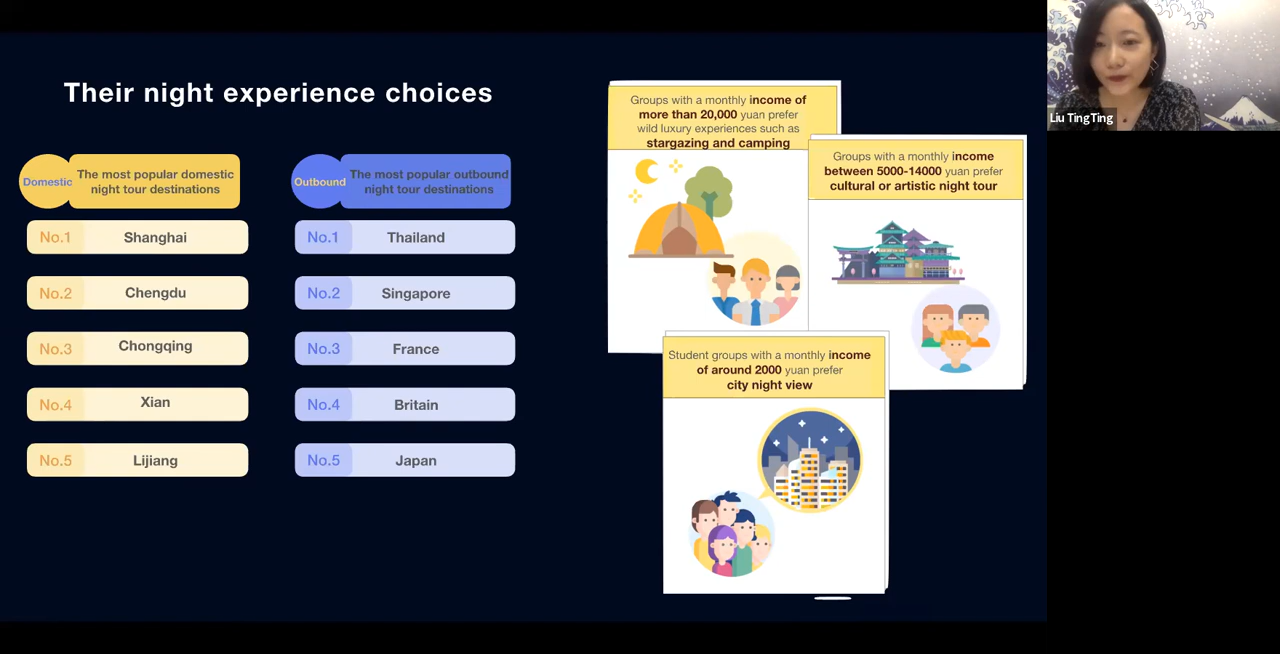 Their night experience choices
Domestic
The most popular domestic
night tour destinations
No.1 Shanghai
No.2 Chengdu
No.3 Chongqing
No.4 Xian
No.5 Lijiang
Outbound
The most popular outbound
night tour destinations
No.1 Thailand
No.2 Singapore
No.3 France
No.4 Britain
No.5 Japan
Groups with a monthly income of
more than 20,000 yuan prefer
wild luxury experiences such as
stargazing and camping
Groups with a monthly income
between 5000-14000 yuan prefer
cultural or artistic night tour
Student groups with a monthly income
of around 2000 yuan prefer
city night view
Liu TingTing